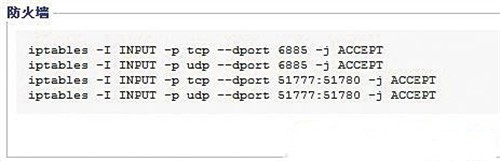 防火墙
iptables -I INPUT -p tcp --dport 6885 -j ACCEPT
iptables -I INPUT -p udp --dport 6885 -j ACCEPT
iptables -I INPUT -p tcp --dport 51777:51780 -j ACCEPT
iptables -I INPUT -p udp --dport 51777:51780 -j ACCEPT